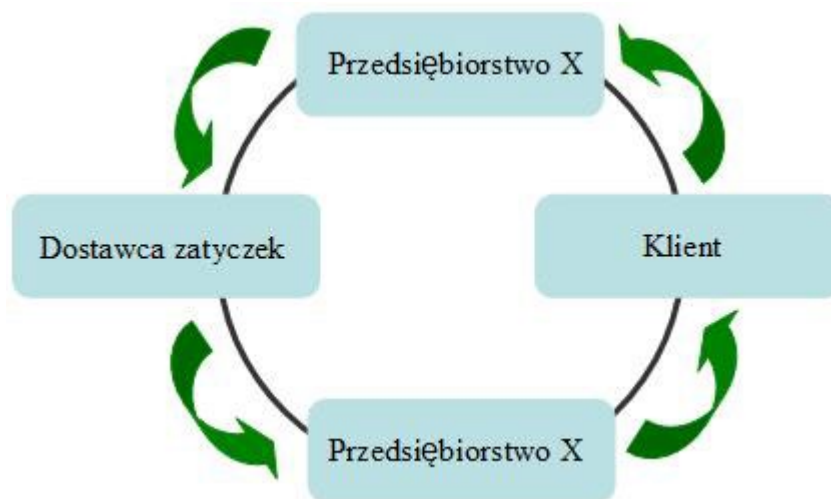 Przedsiębiorstwo X
Dostawca zatyczek
Klient
Przedsiębiorstwo X